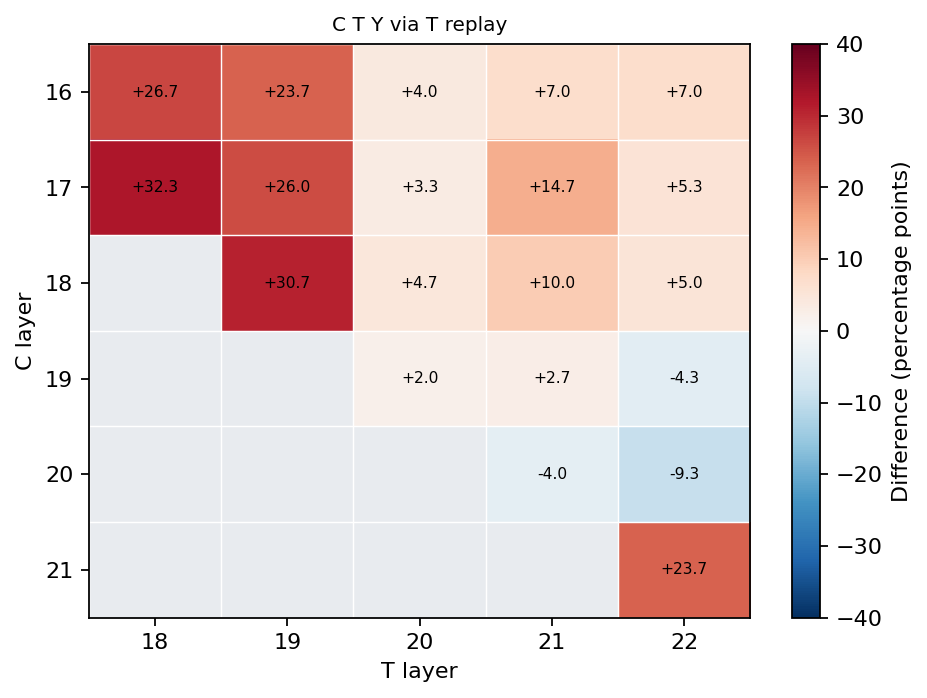 C T Y via T replay
16 +26.7 +23.7 +4.0 +7.0 +7.0
17 +32.3 +26.0 +3.3 +14.7 +5.3
18 +30.7 +4.7 +10.0 +5.0
19 +2.0 +2.7 -4.3
20 -4.0 -9.3
21 +23.7
18 19 20 21 22
T layer
C layer
40
30
20
10
0
−10
−20
−30
−40
Difference (percentage points)